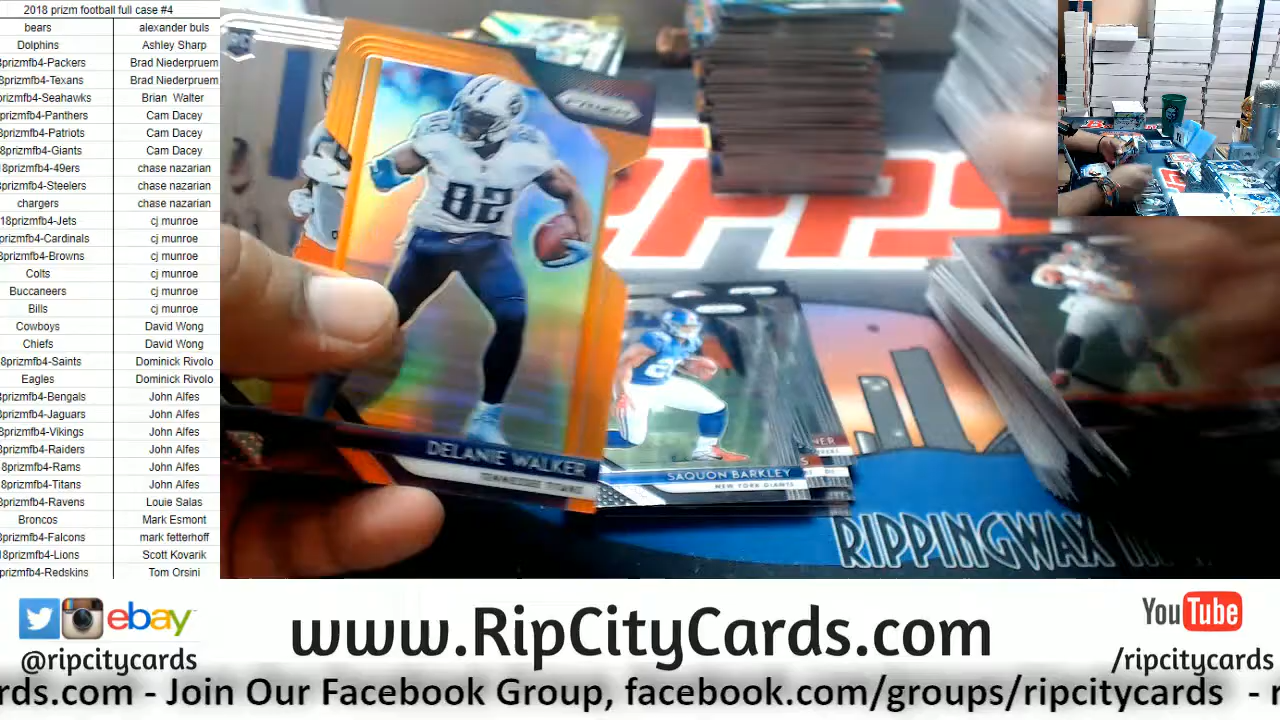 2018 prizm football full case #4
bears alexander buls
Dolphins Ashley Sharp
8prizmfb4-Packers Brad Niederpruem
8prizmfb4-Texans Brad Niederpruem
rizmfb4-Seahawks Brian Walter
prizmfb4-Panthers Cam Dacey
8prizmfb4-Patriots Cam Dacey
8prizmfb4-Giants Cam Dacey
18prizmfb4-49ers chase nazarian
prizmfb4-Steelers chase nazarian
chargers chase nazarian
18prizmfb4-Jets cj munroe
prizmfb4-Cardinals cj munroe
8prizmfb4-Browns cj munroe
Colts cj munroe
Buccaneers cj munroe
Bills cj munroe
Cowboys David Wong
Chiefs David Wong
8prizmfb4-Saints Dominick Rivolo
Eagles Dominick Rivolo
8prizmfb4-Bengals John Alfes
prizmfb4-Jaguars John Alfes
8prizmfb4-Vikings John Alfes
8prizmfb4-Raiders John Alfes
8prizmfb4-Rams John Alfes
8prizmfb4-Titans John Alfes
8prizmfb4-Ravens Louie Salas
Broncos Mark Esmont
8prizmfb4-Falcons mark fetterhoff
18prizmfb4-Lions Scott Kovarik
prizmfb4-Redskins Tom Orsini
PRIZM
82
DELANIE WALKER
TENNESSEE TITANS
SAQUON BARKLEY
NEW YORK GIANTS
RIPPINGWAX
ebay
@ripcitycards
www.RipCityCards.com
YouTube
/ripcitycards
rds.com - Join Our Facebook Group, facebook.com/groups/ripcitycards - r